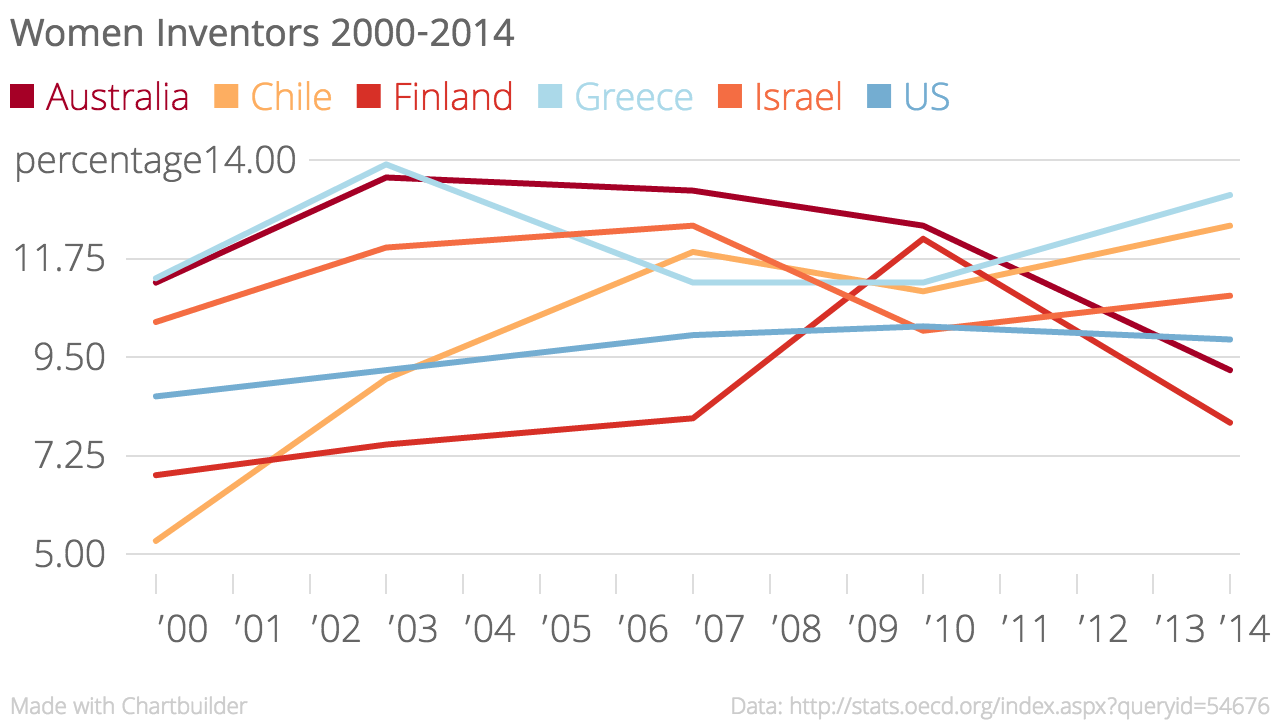 Women Inventors 2000-2014
Australia Chile Finland Greece Israel US
percentage14.00
11.75
9.50
7.25
5.00
’00 ’01 ’02 ’03 ’04 ’05 ’06 ’07 ’08 ’09 ’10 ’11 ’12 ’13 ’14
Made with Chartbuilder Data: http://stats.oecd.org/index.aspx?queryid=54676